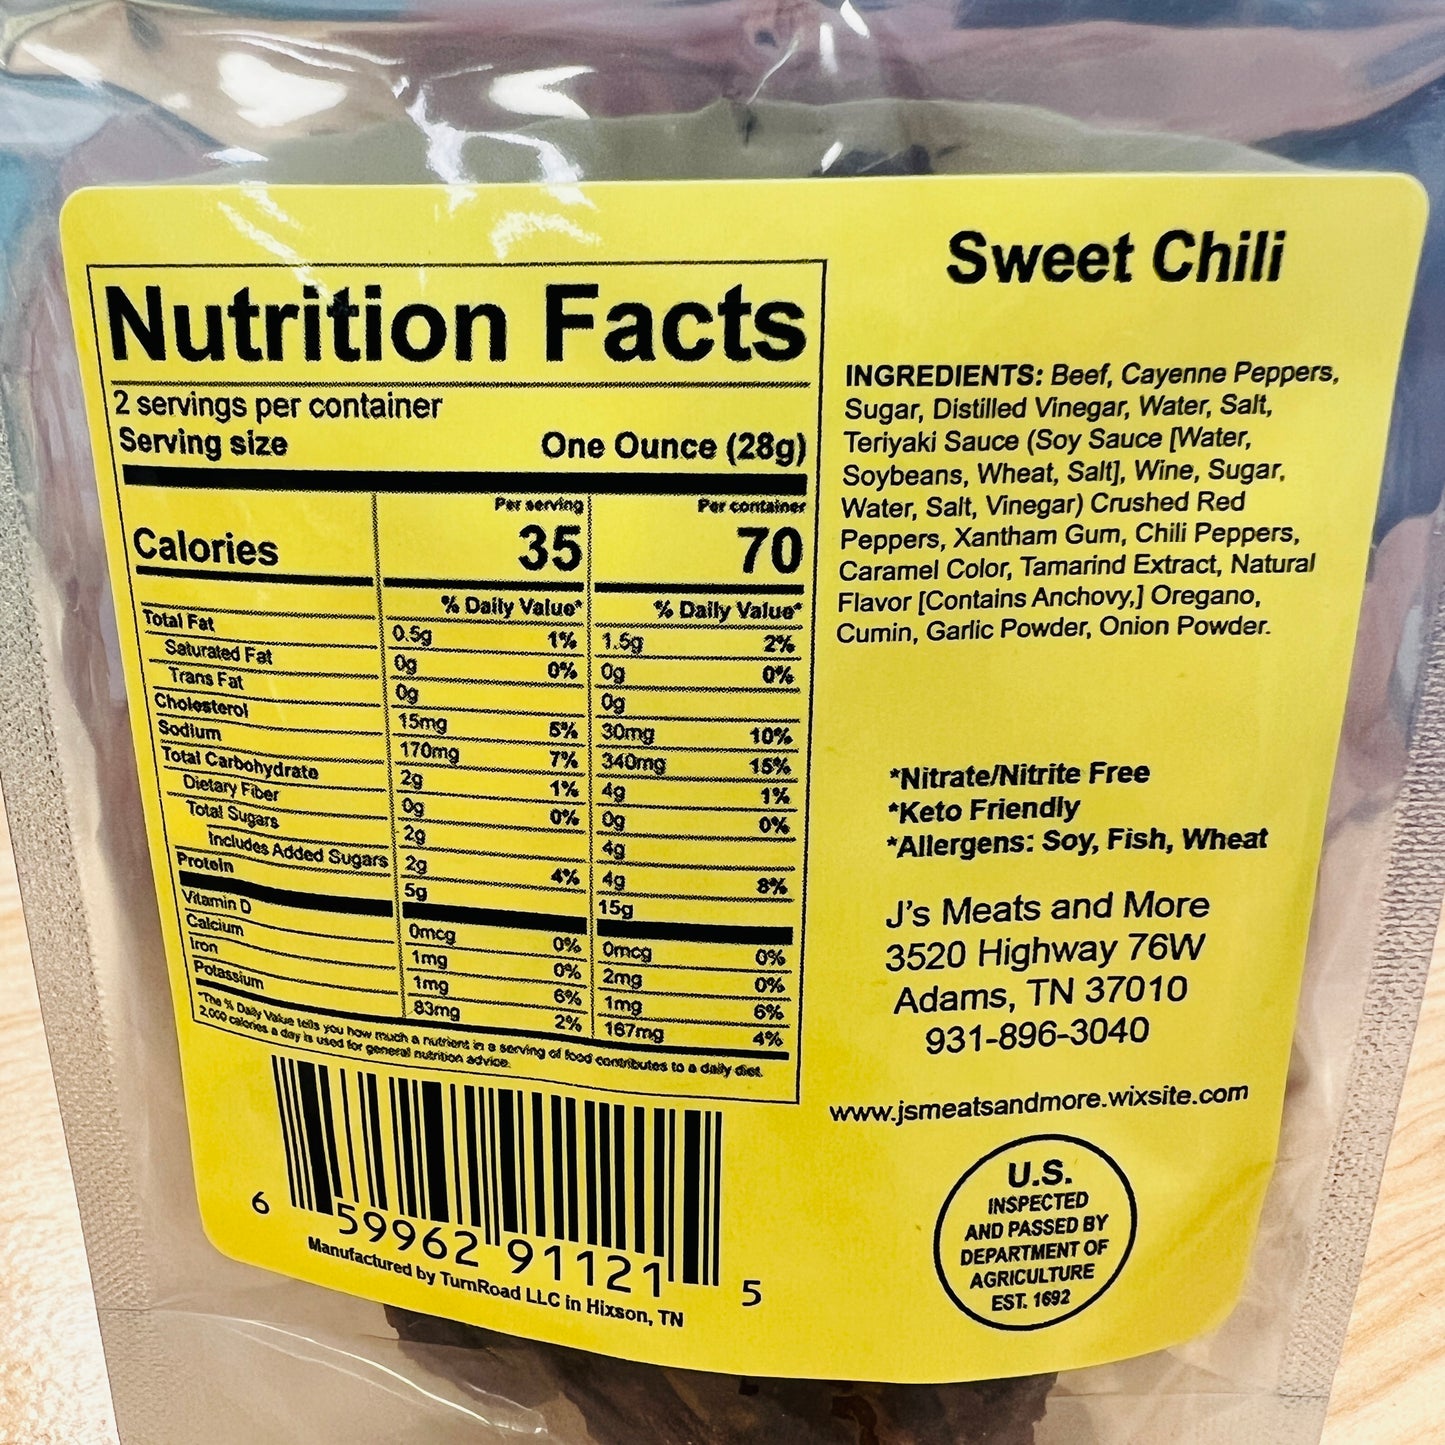 Nutrition Facts
2 servings per container
Serving size One Ounce (28g)
Per serving Per container
Calories 35 70
% Daily Value* % Daily Value*
Total Fat 0.5g 1% 1.5g 2%
Saturated Fat 0g 0% 0g 0%
Trans Fat 0g 0g
Cholesterol 15mg 5% 30mg 10%
Sodium 170mg 7% 340mg 15%
Total Carbohydrate 2g 1% 4g 1%
Dietary Fiber 0g 0% 0g 0%
Total Sugars 2g 4g
Includes Added Sugars 2g 4% 4g 8%
Protein 5g 15g
Vitamin D 0mcg 0% 0mcg 0%
Calcium 1mg 0% 2mg 0%
Iron 1mg 6% 1mg 6%
Potassium 83mg 2% 167mg 4%
*The % Daily Value tells you how much a nutrient in a serving of food contributes to a daily diet.
2,000 calories a day is used for general nutrition advice.
6 59962 91121 5
Manufactured by TurnRoad LLC in Hixson, TN
Sweet Chili
INGREDIENTS: Beef, Cayenne Peppers,
Sugar, Distilled Vinegar, Water, Salt,
Teriyaki Sauce (Soy Sauce [Water,
Soybeans, Wheat, Salt], Wine, Sugar,
Water, Salt, Vinegar) Crushed Red
Peppers, Xantham Gum, Chili Peppers,
Caramel Color, Tamarind Extract, Natural
Flavor [Contains Anchovy,] Oregano,
Cumin, Garlic Powder, Onion Powder.
*Nitrate/Nitrite Free
*Keto Friendly
*Allergens: Soy, Fish, Wheat
J's Meats and More
3520 Highway 76W
Adams, TN 37010
931-896-3040
www.jsmeatsandmore.wixsite.com
U.S.
INSPECTED
AND PASSED BY
DEPARTMENT OF
AGRICULTURE
EST. 1692